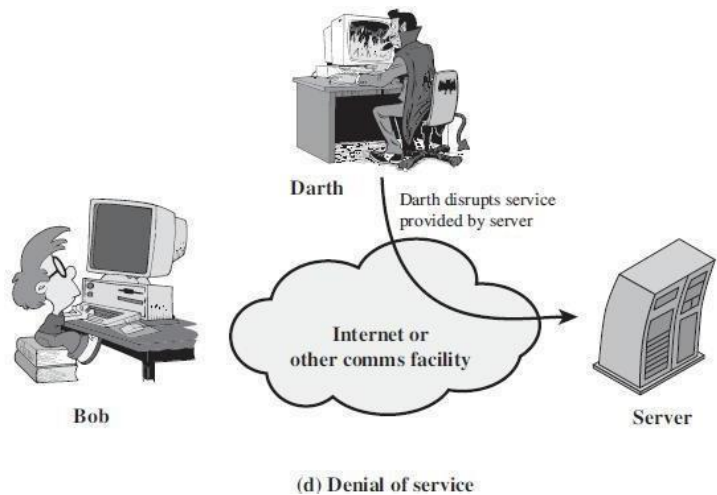 Darth
Darth disrupts service
provided by server
Internet or
other comms facility
Bob
Server
(d) Denial of service